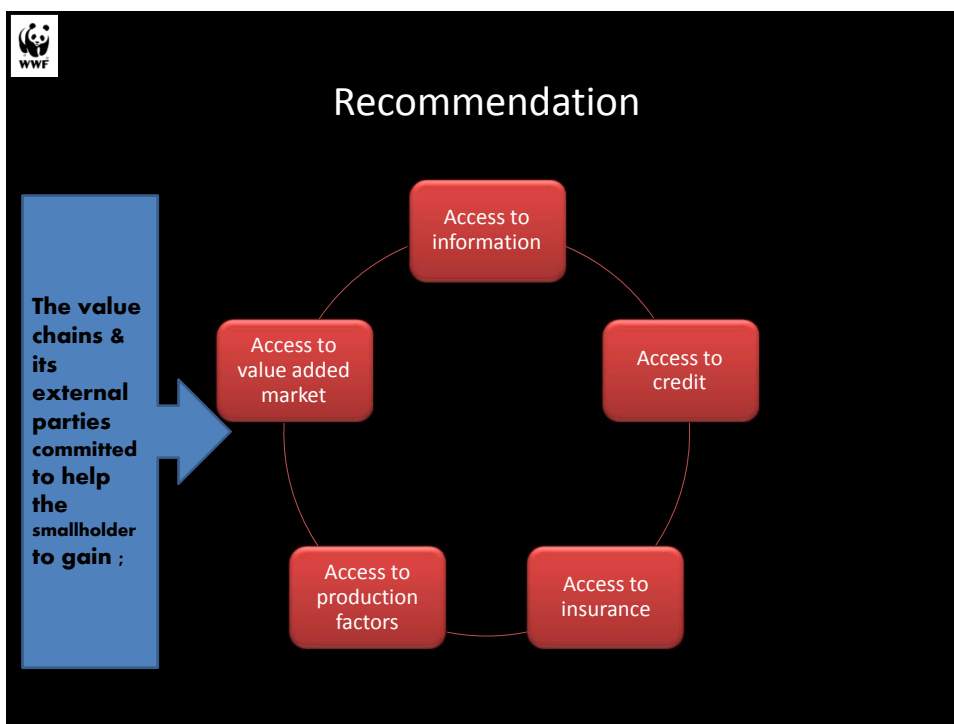 WWF
Recommendation
The value
chains &
its
external
parties
committed
to help
the
smallholder
to gain ;
Access to
information
Access to
credit
Access to
insurance
Access to
production
factors
Access to
value added
market